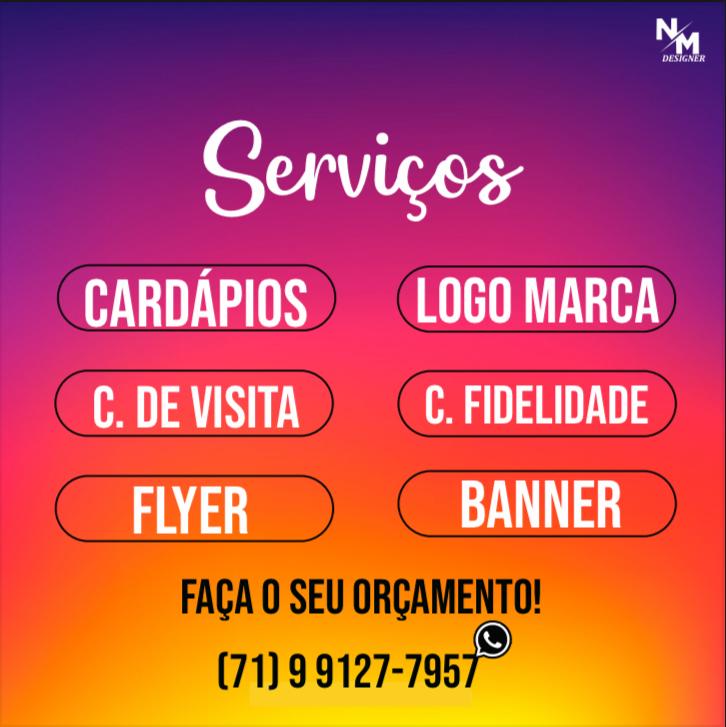 NM
DESIGNER
Serviços
CARDÁPIOS
LOGO MARCA
C. DE VISITA
C. FIDELIDADE
FLYER
BANNER
FAÇA O SEU ORÇAMENTO!
(71) 9 9127-7957